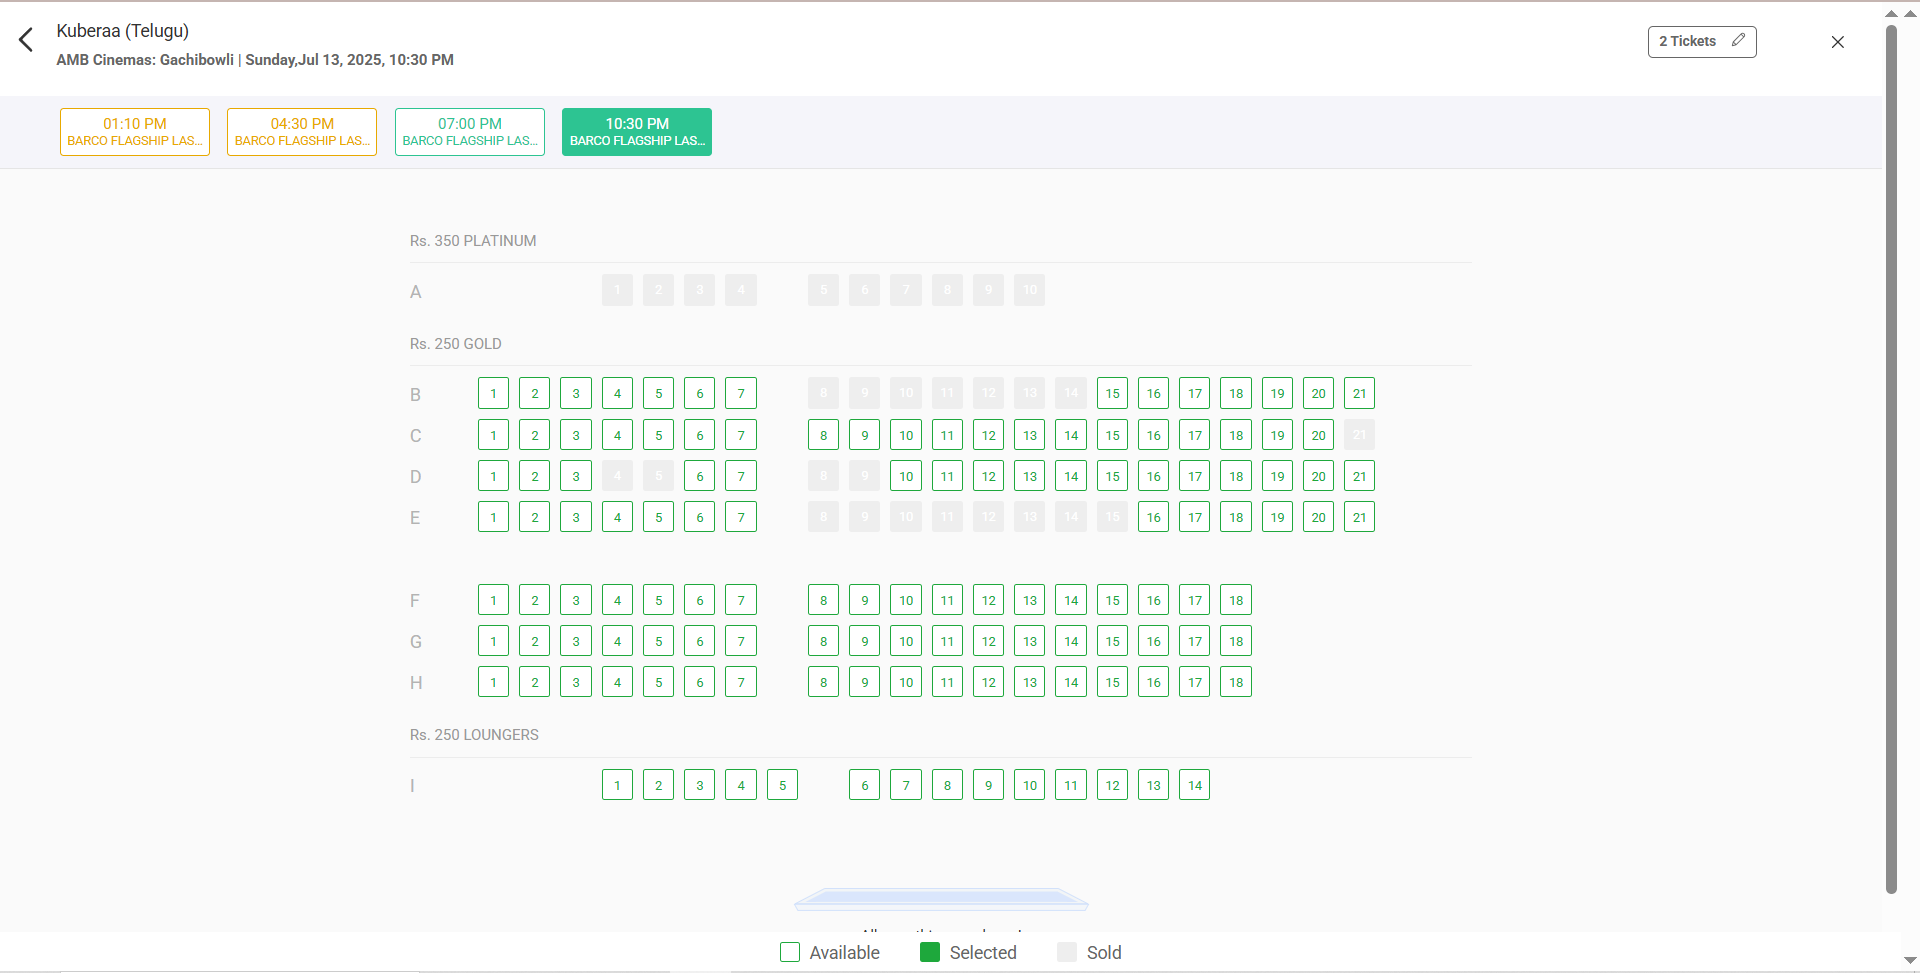 Kuberaa (Telugu)
AMB Cinemas: Gachibowli | Sunday,Jul 13, 2025, 10:30 PM
2 Tickets
01:10 PM
BARCO FLAGSHIP LAS...
04:30 PM
BARCO FLAGSHIP LAS...
07:00 PM
BARCO FLAGSHIP LAS...
10:30 PM
BARCO FLAGSHIP LAS...
Rs. 350 PLATINUM
A 1 2 3 4 5 6 7 8 9 10
Rs. 250 GOLD
B 1 2 3 4 5 6 7 8 9 10 11 12 13 14 15 16 17 18 19 20 21
C 1 2 3 4 5 6 7 8 9 10 11 12 13 14 15 16 17 18 19 20 21
D 1 2 3 4 5 6 7 8 9 10 11 12 13 14 15 16 17 18 19 20 21
E 1 2 3 4 5 6 7 8 9 10 11 12 13 14 15 16 17 18 19 20 21
F 1 2 3 4 5 6 7 8 9 10 11 12 13 14 15 16 17 18
G 1 2 3 4 5 6 7 8 9 10 11 12 13 14 15 16 17 18
H 1 2 3 4 5 6 7 8 9 10 11 12 13 14 15 16 17 18
Rs. 250 LOUNGERS
I 1 2 3 4 5 6 7 8 9 10 11 12 13 14
Available Selected Sold